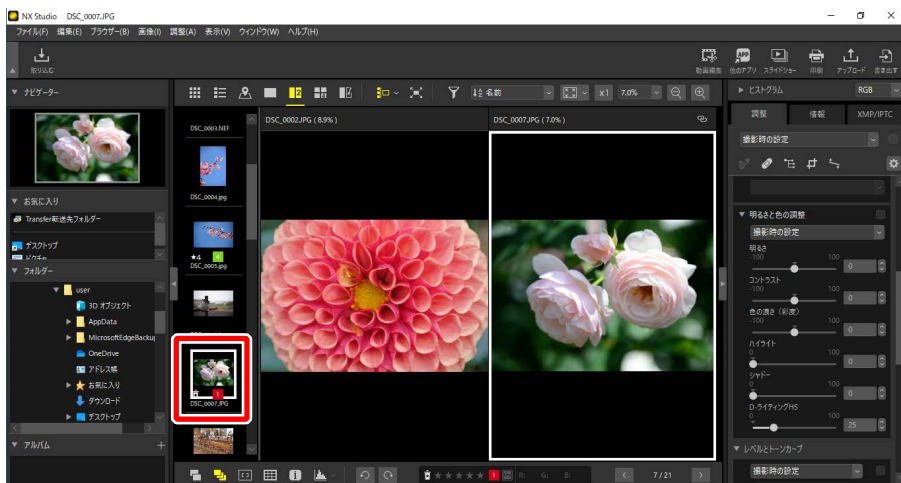 NX Studio DSC_0007.JPG
ファイル(F) 編集(E) ブラウザー(B) 画像(I) 調整(A) 表示(V) ウィンドウ(W) ヘルプ(H)
取り込む
動画編集 他のアプリ スライドショー 印刷 アップロード 書き出す
ナビゲーター
名前
x1
7.0%
ヒストグラム
RGB
DSC_0003.NEF
DSC_0002.JPG ( 8.9% )
DSC_0007.JPG ( 7.0% )
調整
情報
XMP/IPTC
撮影時の設定
DSC_0004.jpg
お気に入り
Transfer転送先フォルダー
デスクトップ
ピクチャ
★4
4
DSC_0005.jpg
明るさと色の調整
撮影時の設定
明るさ
-100 100
0
コントラスト
-100 100
0
色の濃さ（彩度）
-100 100
0
ハイライト
0 100
0
シャドー
0 100
0
D-ライティングHS
0 100
25
フォルダー
user
3D オブジェクト
AppData
MicrosoftEdgeBackup
OneDrive
アドレス帳
お気に入り
ダウンロード
デスクトップ
1
DSC_0007.JPG
アルバム
レベルとトーンカーブ
撮影時の設定
1
R: G: B:
7 / 21